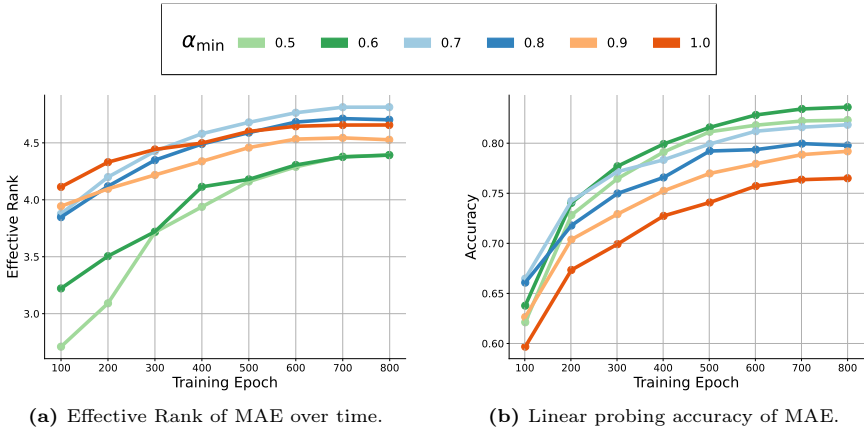 αmin 0.5 0.6 0.7 0.8 0.9 1.0
Effective Rank
4.5
4.0
3.5
3.0
100 200 300 400 500 600 700 800
Training Epoch
(a) Effective Rank of MAE over time.
Accuracy
0.80
0.75
0.70
0.65
0.60
100 200 300 400 500 600 700 800
Training Epoch
(b) Linear probing accuracy of MAE.